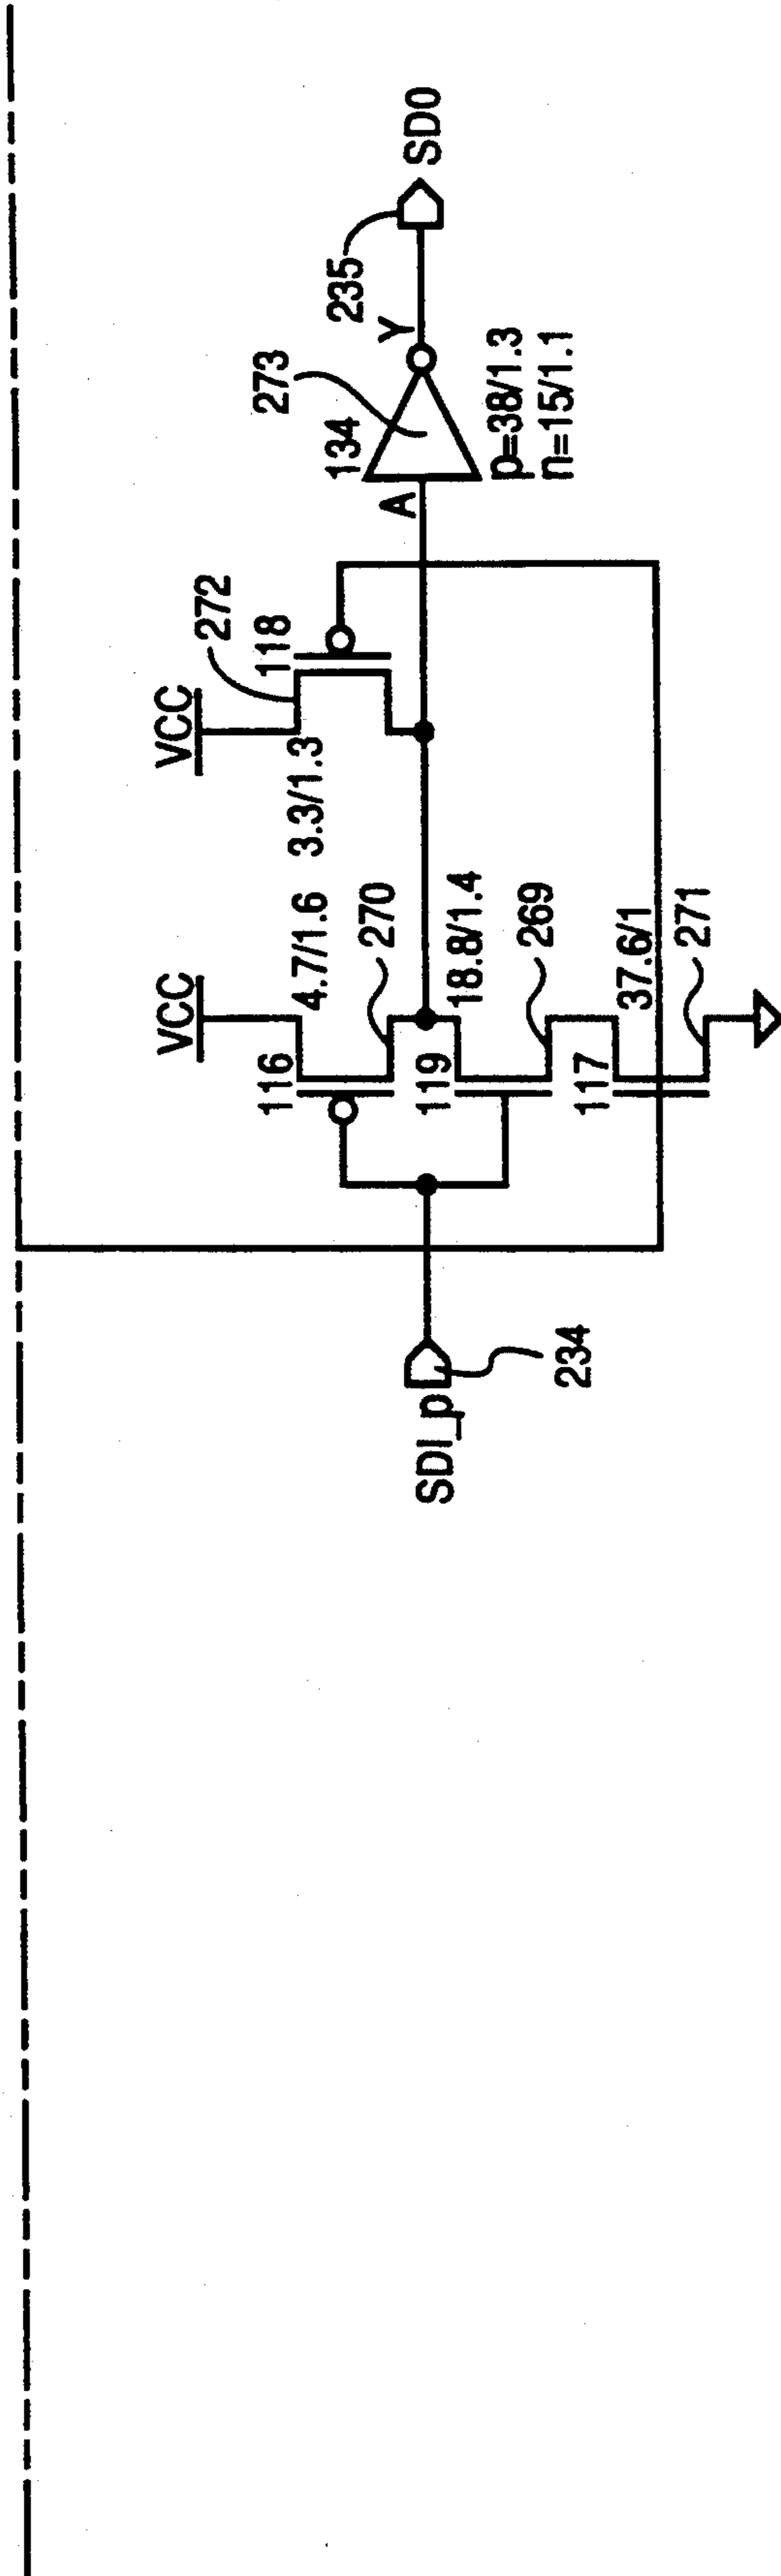 VCC
VCC
272
116
118
273
4.7/1.6
3.3/1.3
134
235
270
A
Y
SDI_p
SD0
119
18.8/1.4
p=38/1.3
n=15/1.1
269
234
117
37.6/1
271